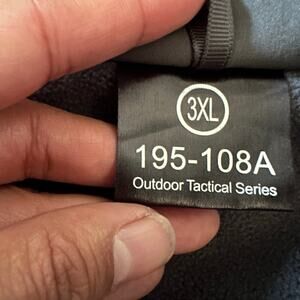 3XL
195-108A
Outdoor Tactical Series